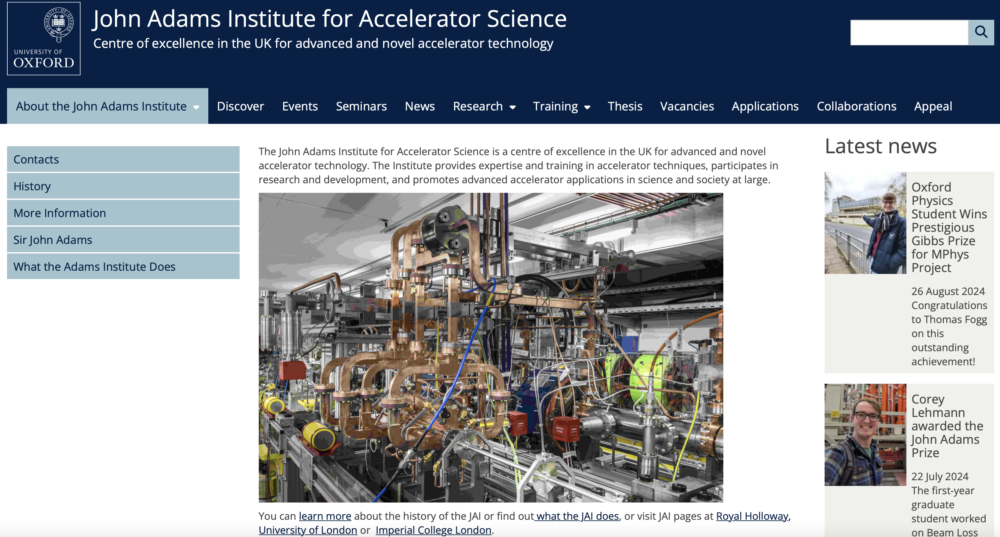 UNIVERSITY OF OXFORD
UNIVERSITY OF
OXFORD
John Adams Institute for Accelerator Science
Centre of excellence in the UK for advanced and novel accelerator technology
About the John Adams Institute
Discover
Events
Seminars
News
Research
Training
Thesis
Vacancies
Applications
Collaborations
Appeal
Contacts
History
More Information
Sir John Adams
What the Adams Institute Does
The John Adams Institute for Accelerator Science is a centre of excellence in the UK for advanced and novel
accelerator technology. The Institute provides expertise and training in accelerator techniques, participates in
research and development, and promotes advanced accelerator applications in science and society at large.
NEXTorr
saes
saes
You can learn more about the history of the JAI or find out what the JAI does, or visit JAI pages at Royal Holloway,
University of London or  Imperial College London.
Latest news
Oxford
Physics
Student Wins
Prestigious
Gibbs Prize
for MPhys
Project
26 August 2024
Congratulations
to Thomas Fogg
on this
outstanding
achievement!
Corey
Lehmann
awarded the
John Adams
Prize
22 July 2024
The first-year
graduate
student worked
on Beam Loss